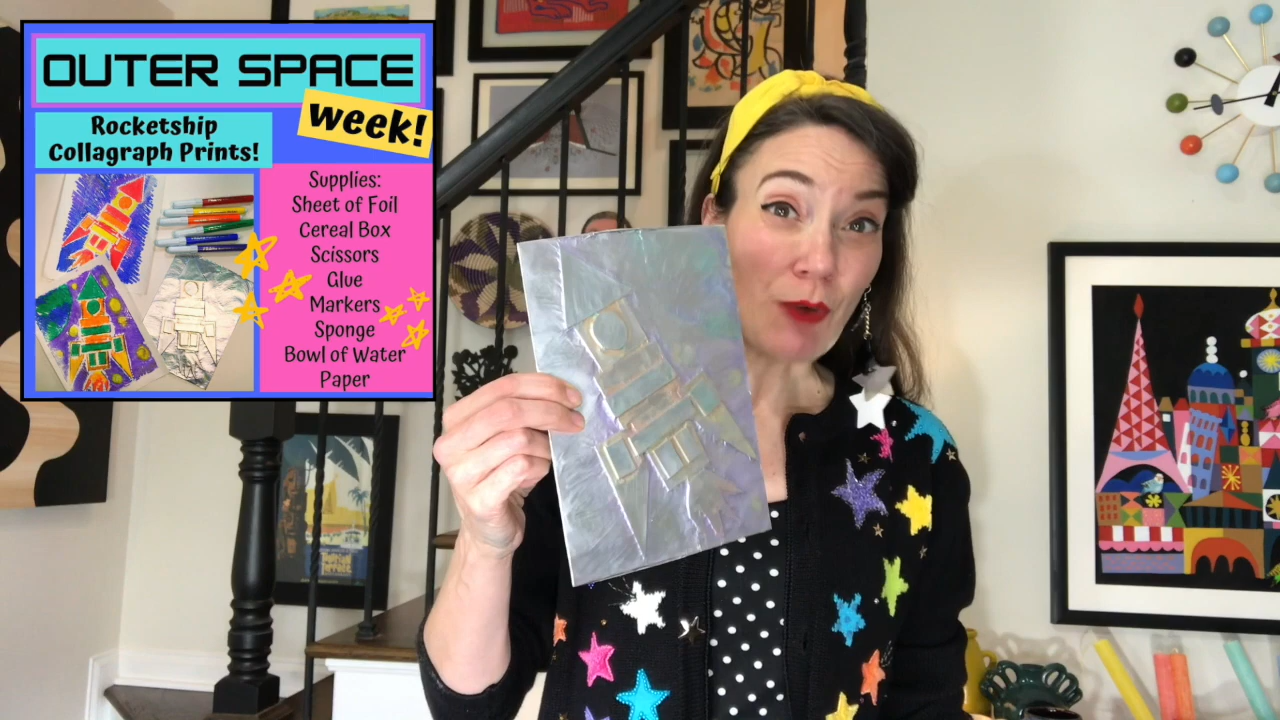 OUTER SPACE
week!
Rocketship
Collagraph Prints!
Supplies:
Sheet of Foil
Cereal Box
Scissors
Glue
Markers
Sponge
Bowl of Water
Paper